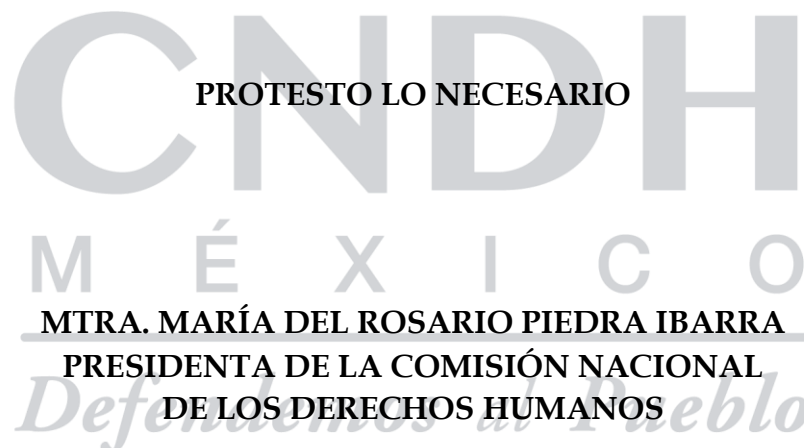 CNDH
PROTESTO LO NECESARIO
MÉXICO
MTRA. MARÍA DEL ROSARIO PIEDRA IBARRA
PRESIDENTA DE LA COMISIÓN NACIONAL
DE LOS DERECHOS HUMANOS
Defendemos al Pueblo